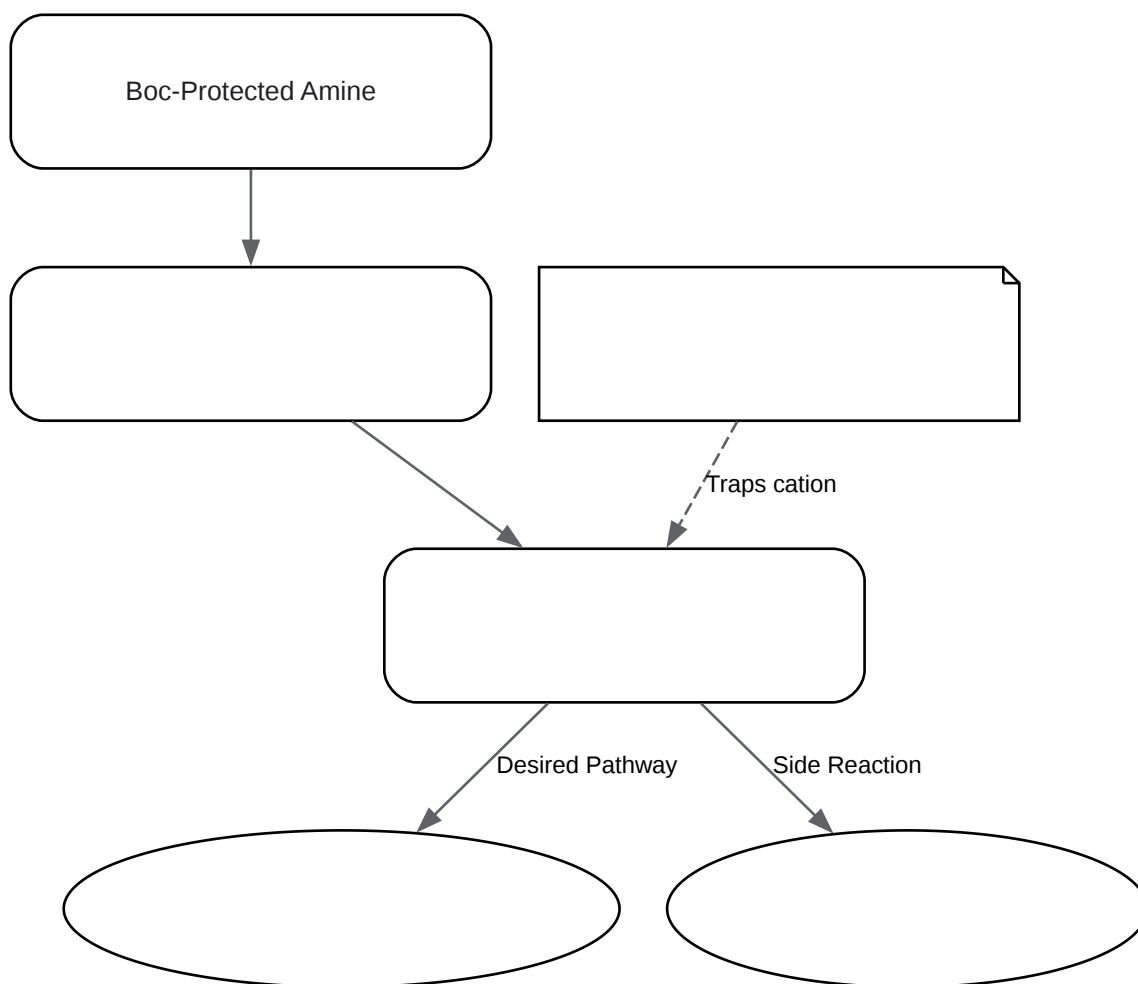 Boc-Protected Amine
Traps cation
Desired Pathway
Side Reaction